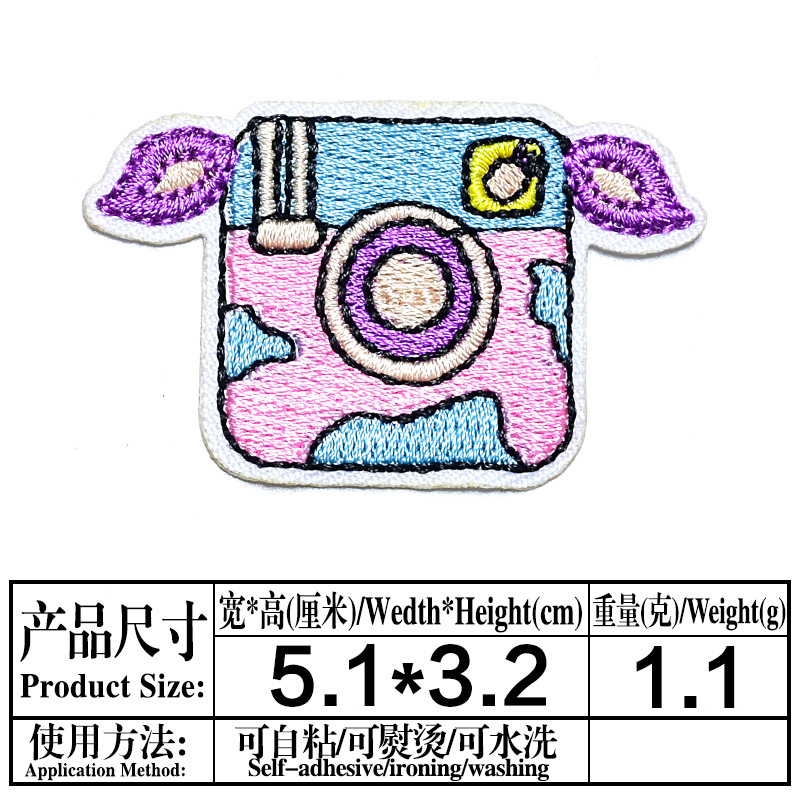 产品尺寸
Product Size:
宽*高(厘米)/Wedth*Height(cm)
重量(克)/Weight(g)
5.1*3.2
1.1
使用方法:
Application Method:
可自粘/可熨烫/可水洗
Self-adhesive/ironing/washing